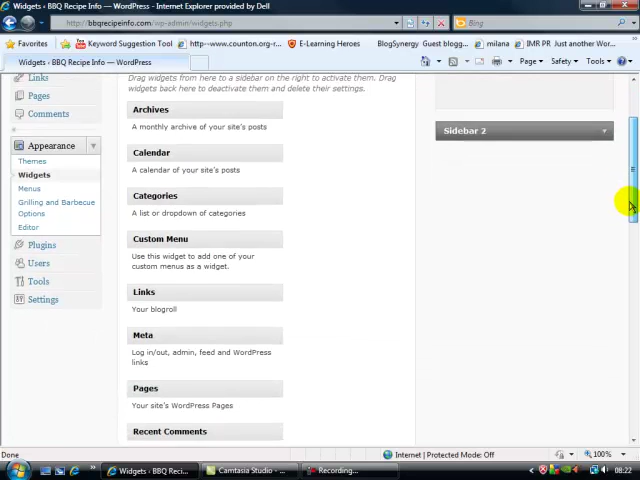 Widgets ‹ BBQ Recipe Info — WordPress - Internet Explorer provided by Dell
http://bbqrecipeinfo.com/wp-admin/widgets.php
Favorites
Keyword Suggestion Tool
http--www.counton.org-r...
E-Learning Heroes
BlogSynergy Guest blogg...
milana
IMR PR Just another Wor...
Widgets ‹ BBQ Recipe Info — WordPress
Page
Safety
Tools
Links
Pages
Comments
Appearance
Themes
Widgets
Menus
Grilling and Barbecue
Options
Editor
Plugins
Users
Tools
Settings
Drag widgets from here to a sidebar on the right to activate them. Drag
widgets back here to deactivate them and delete their settings.
Archives
A monthly archive of your site's posts
Calendar
A calendar of your site's posts
Categories
A list or dropdown of categories
Custom Menu
Use this widget to add one of your
custom menus as a widget.
Links
Your blogroll
Meta
Log in/out, admin, feed and WordPress
links
Pages
Your site's WordPress Pages
Recent Comments
Sidebar 2
Done
Internet | Protected Mode: Off
100%
Widgets ‹ BBQ Reci...
Camtasia Studio - ...
Recording...
08:22